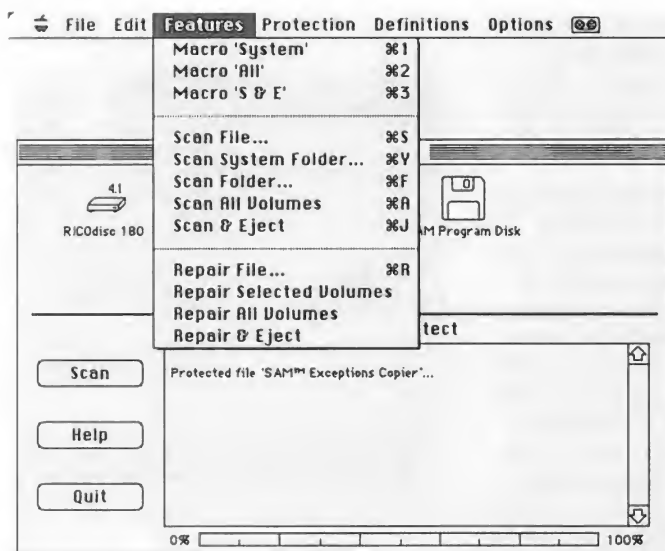 File Edit Features Protection Definitions Options
Macro 'System' ⌘1
Macro 'All' ⌘2
Macro 'S & E' ⌘3
Scan File... ⌘S
Scan System Folder... ⌘Y
Scan Folder... ⌘F
Scan All Volumes ⌘A
Scan & Eject ⌘J
Repair File... ⌘R
Repair Selected Volumes
Repair All Volumes
Repair & Eject
4.1
RICOdisc 180
AM Program Disk
tect
Scan
Protected file 'SAM™ Exceptions Copier'...
Help
Quit
0% 100%